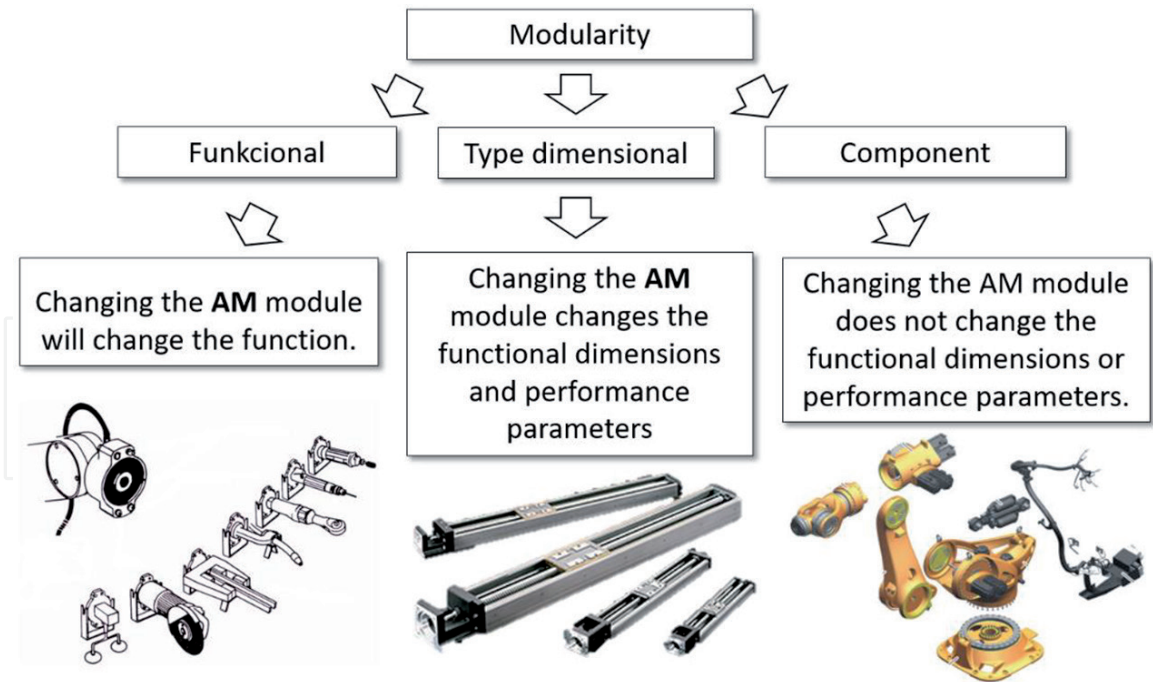 Modularity
Funkcional
Type dimensional
Component
Changing the AM module
will change the function.
Changing the AM
module changes the
functional dimensions
and performance
parameters
Changing the AM module
does not change the
functional dimensions or
performance parameters.